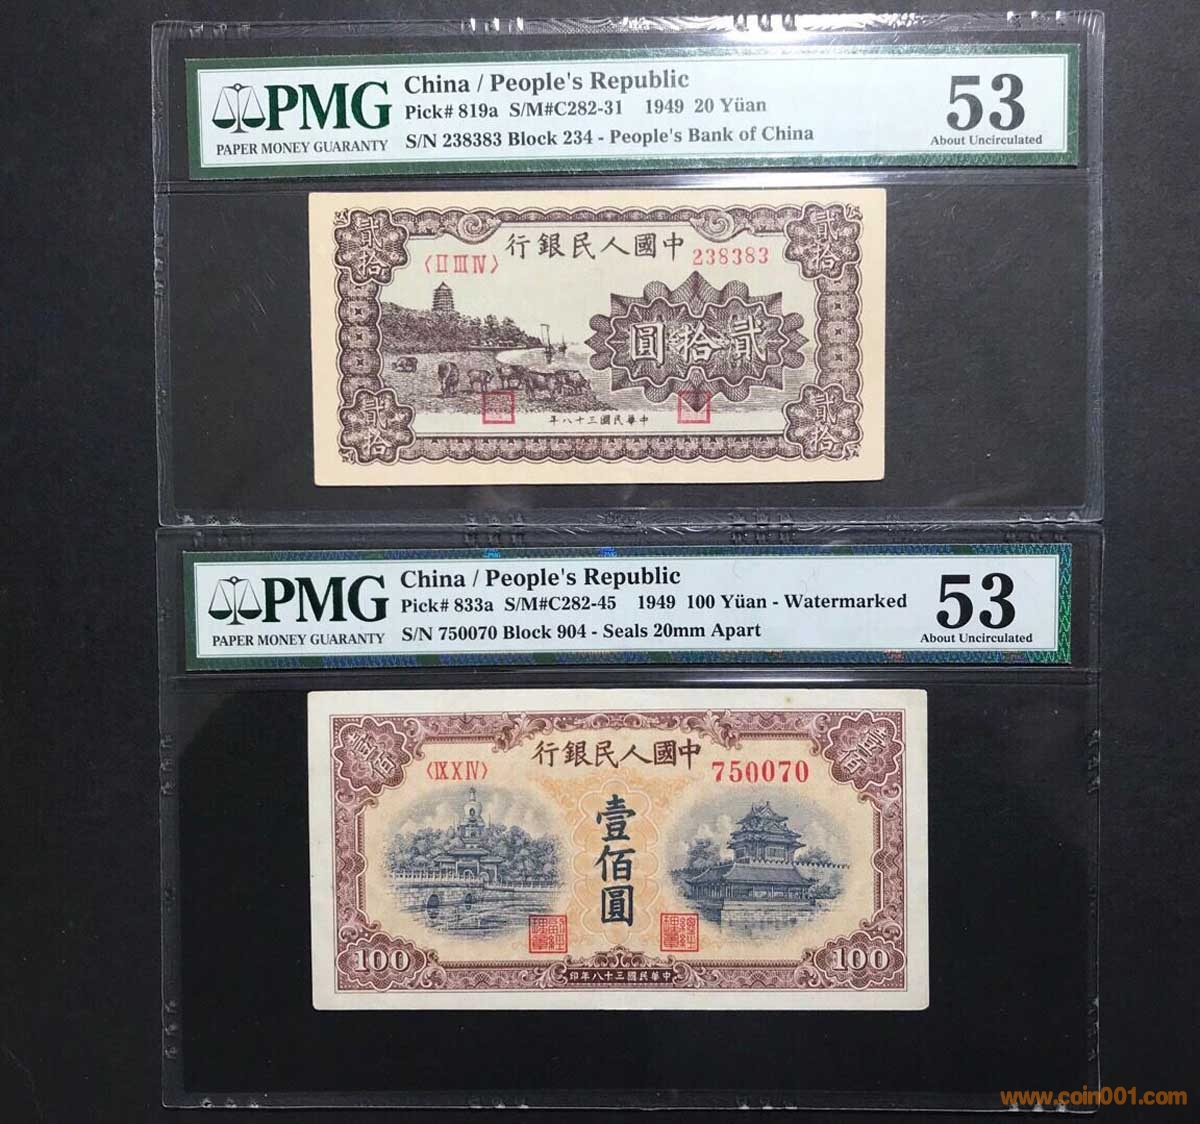 PMG
PAPER MONEY GUARANTY
China / People's Republic
Pick# 819a S/M#C282-31 1949 20 Yüan
S/N 238383 Block 234 - People's Bank of China
53
About Uncirculated
貳拾
貳拾
行銀民人國中
〈II III IV〉
238383
圓拾貳
貳拾
貳拾
年八十三國民華中
PMG
PAPER MONEY GUARANTY
China / People's Republic
Pick# 833a S/M#C282-45 1949 100 Yüan - Watermarked
S/N 750070 Block 904 - Seals 20mm Apart
53
About Uncirculated
壹佰
壹佰
行銀民人國中
〈IX X IV〉
750070
壹佰圓
100
100
印年八十三國民華中
www.coin001.com